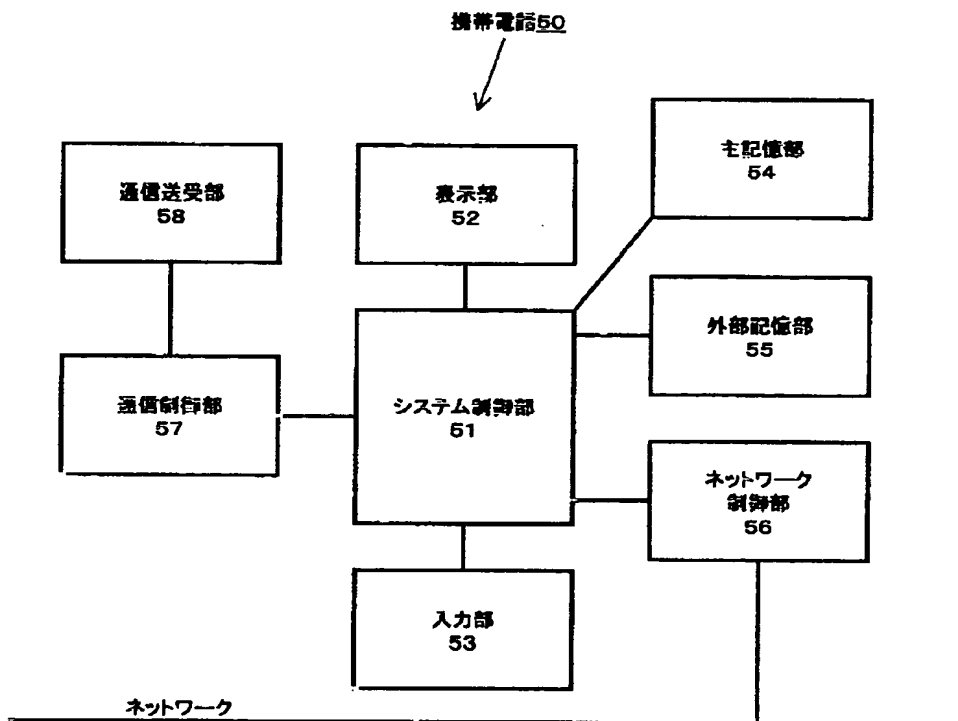 携帯電話50
通信送受部
58
表示部
52
主記憶部
54
外部記憶部
55
通信制御部
57
システム制御部
51
ネットワーク
制御部
56
入力部
53
ネットワーク